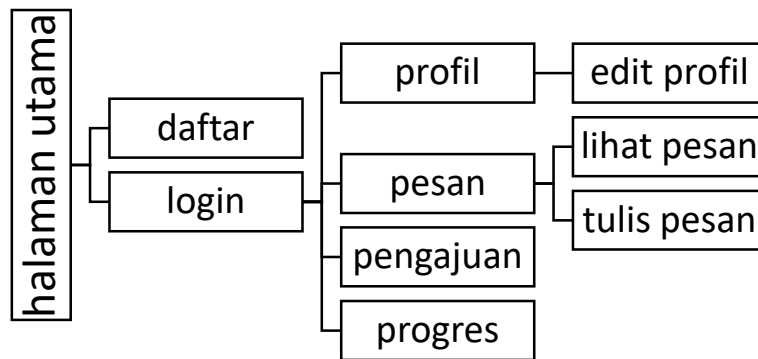 halaman utama
daftar
login
profil
edit profil
pesan
lihat pesan
tulis pesan
pengajuan
progres